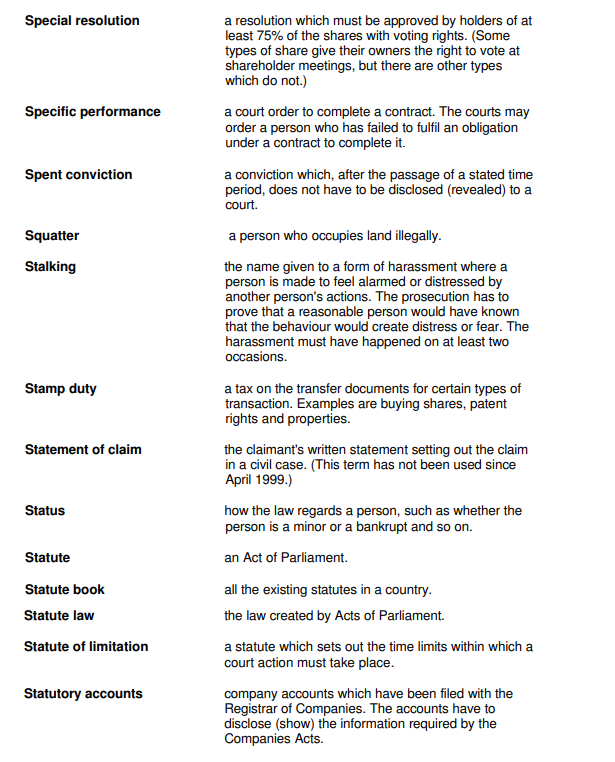 Special resolution a resolution which must be approved by holders of at
least 75% of the shares with voting rights. (Some
types of share give their owners the right to vote at
shareholder meetings, but there are other types
which do not.)
Specific performance a court order to complete a contract. The courts may
order a person who has failed to fulfil an obligation
under a contract to complete it.
Spent conviction a conviction which, after the passage of a stated time
period, does not have to be disclosed (revealed) to a
court.
Squatter a person who occupies land illegally.
Stalking the name given to a form of harassment where a
person is made to feel alarmed or distressed by
another person's actions. The prosecution has to
prove that a reasonable person would have known
that the behaviour would create distress or fear. The
harassment must have happened on at least two
occasions.
Stamp duty a tax on the transfer documents for certain types of
transaction. Examples are buying shares, patent
rights and properties.
Statement of claim the claimant's written statement setting out the claim
in a civil case. (This term has not been used since
April 1999.)
Status how the law regards a person, such as whether the
person is a minor or a bankrupt and so on.
Statute an Act of Parliament.
Statute book all the existing statutes in a country.
Statute law the law created by Acts of Parliament.
Statute of limitation a statute which sets out the time limits within which a
court action must take place.
Statutory accounts company accounts which have been filed with the
Registrar of Companies. The accounts have to
disclose (show) the information required by the
Companies Acts.